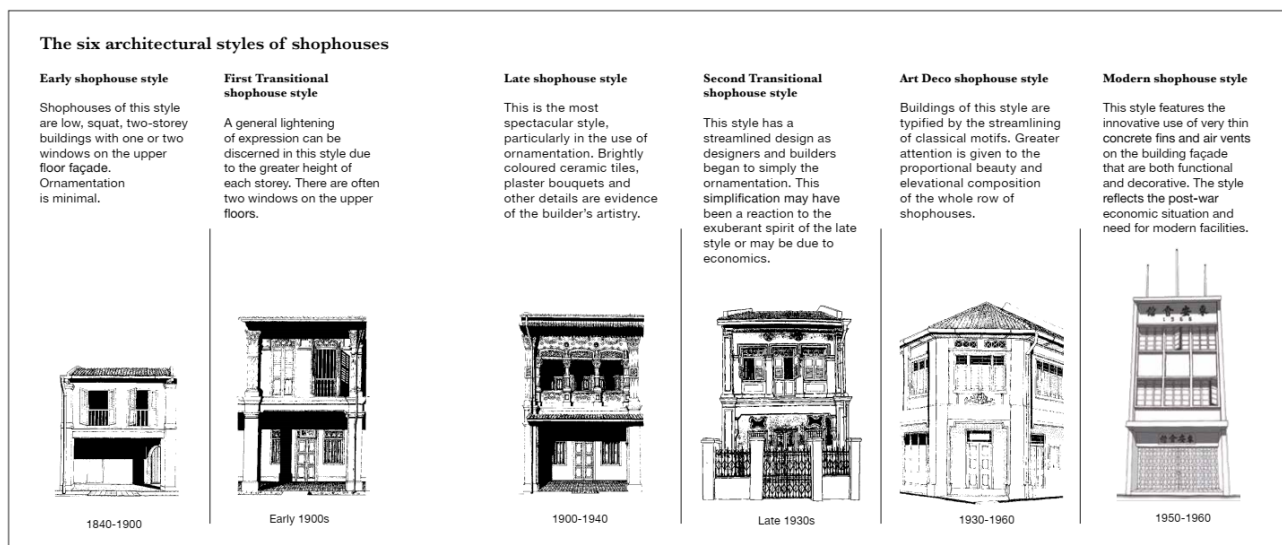 The six architectural styles of shophouses
Early shophouse style
Shophouses of this style
are low, squat, two-storey
buildings with one or two
windows on the upper
floor façade.
Ornamentation
is minimal.
1840-1900
First Transitional
shophouse style
A general lightening
of expression can be
discerned in this style due
to the greater height of
each storey. There are often
two windows on the upper
floors.
Early 1900s
Late shophouse style
This is the most
spectacular style,
particularly in the use of
ornamentation. Brightly
coloured ceramic tiles,
plaster bouquets and
other details are evidence
of the builder's artistry.
1900-1940
Second Transitional
shophouse style
This style has a
streamlined design as
designers and builders
began to simply the
ornamentation. This
simplification may have
been a reaction to the
exuberant spirit of the late
style or may be due to
economics.
Late 1930s
Art Deco shophouse style
Buildings of this style are
typified by the streamlining
of classical motifs. Greater
attention is given to the
proportional beauty and
elevational composition
of the whole row of
shophouses.
1930-1960
Modern shophouse style
This style features the
innovative use of very thin
concrete fins and air vents
on the building façade
that are both functional
and decorative. The style
reflects the post-war
economic situation and
need for modern facilities.
1950-1960